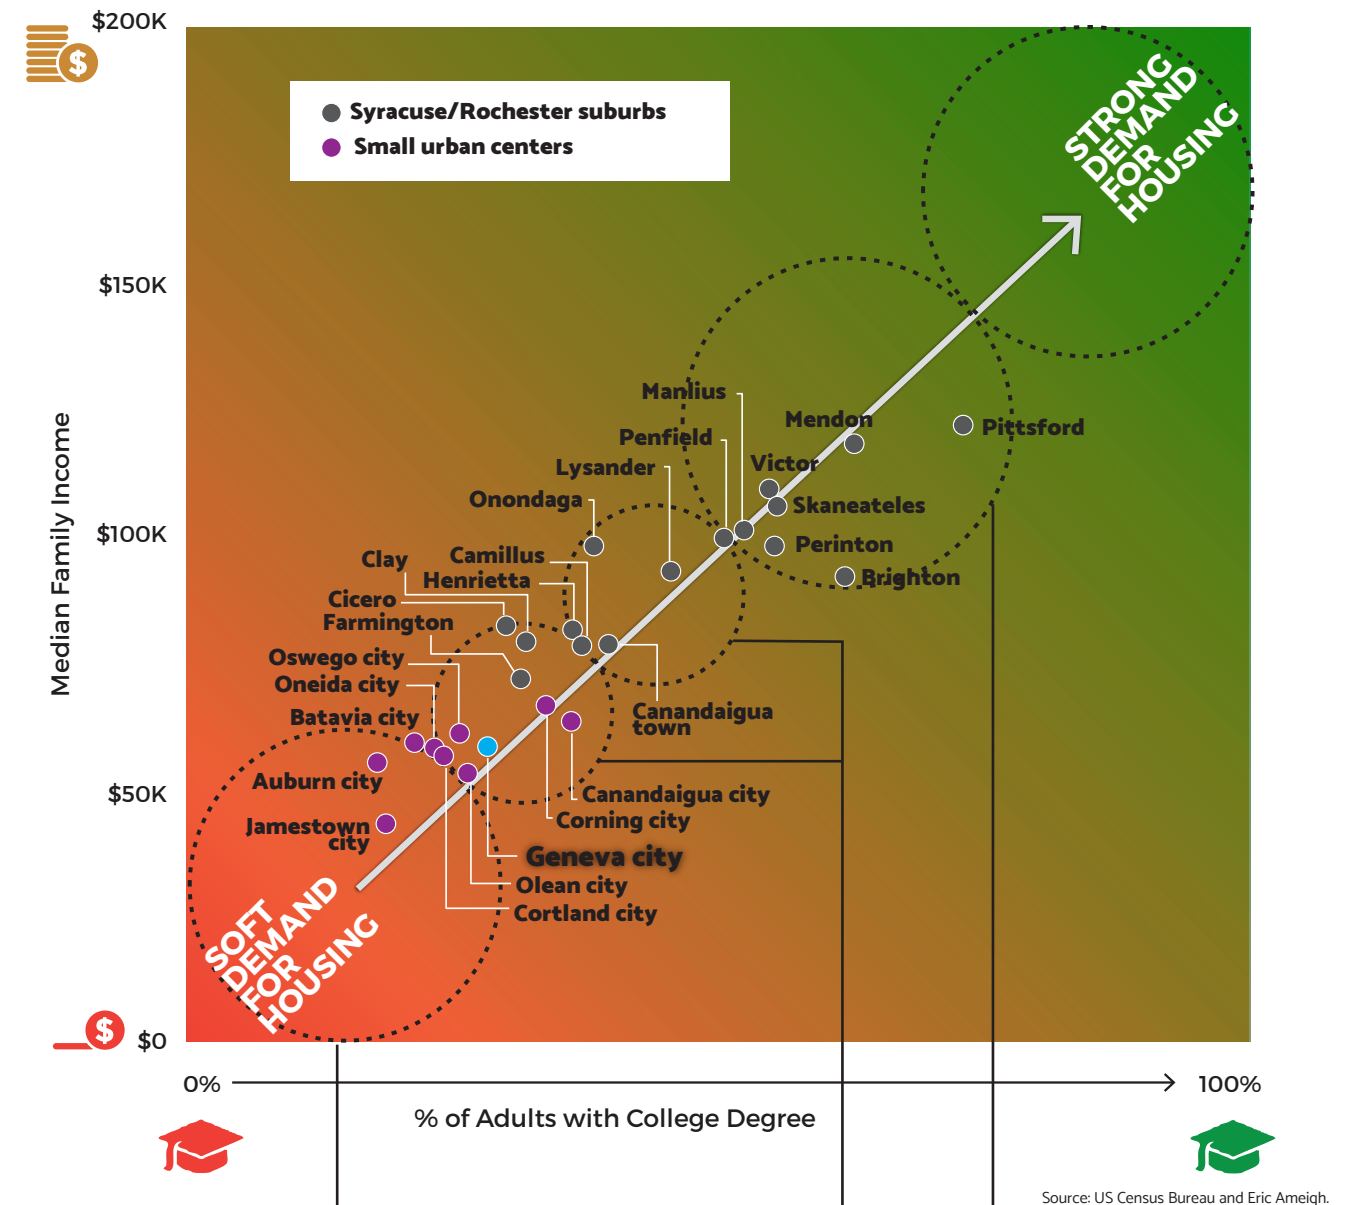 $200K
$
Syracuse/Rochester suburbs
Small urban centers
STRONG
DEMAND
FOR
HOUSING
$150K
Manlius
Mendon
Pittsford
Penfield
Victor
Lysander
Onondaga
Skaneateles
Median Family Income
$100K
Perinton
Camillus
Clay
Henrietta
Brighton
Cicero
Farmington
Oswego city
Oneida city
Canandaigua
town
Batavia city
Auburn city
$50K
Canandaigua city
Corning city
Jamestown
city
Geneva city
Olean city
Cortland city
SOFT
DEMAND
FOR
HOUSING
$
$0
0%
100%
% of Adults with College Degree
Source: US Census Bureau and Eric Ameigh.